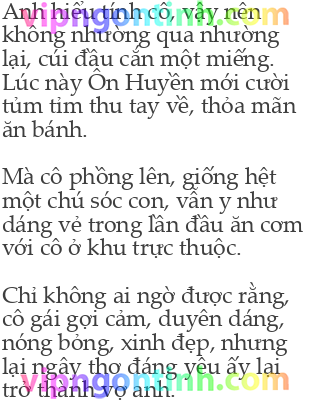 Anh hiểu tính cô, vậy nên
không nhường qua nhường
lại, cúi đầu cắn một miếng.
Lúc này Ôn Huyền mới cười
tủm tỉm thu tay về, thỏa mãn
ăn bánh.
Má cô phồng lên, giống hệt
một chú sóc con, vẫn y như
dáng vẻ trong lần đầu ăn cơm
với cô ở khu trực thuộc.
Chỉ không ai ngờ được rằng,
cô gái gợi cảm, duyên dáng,
nóng bỏng, xinh đẹp, nhưng
lại ngây thơ đáng yêu ấy lại
trở thành vợ anh.
vipngontinh.com
vipngontinh.com